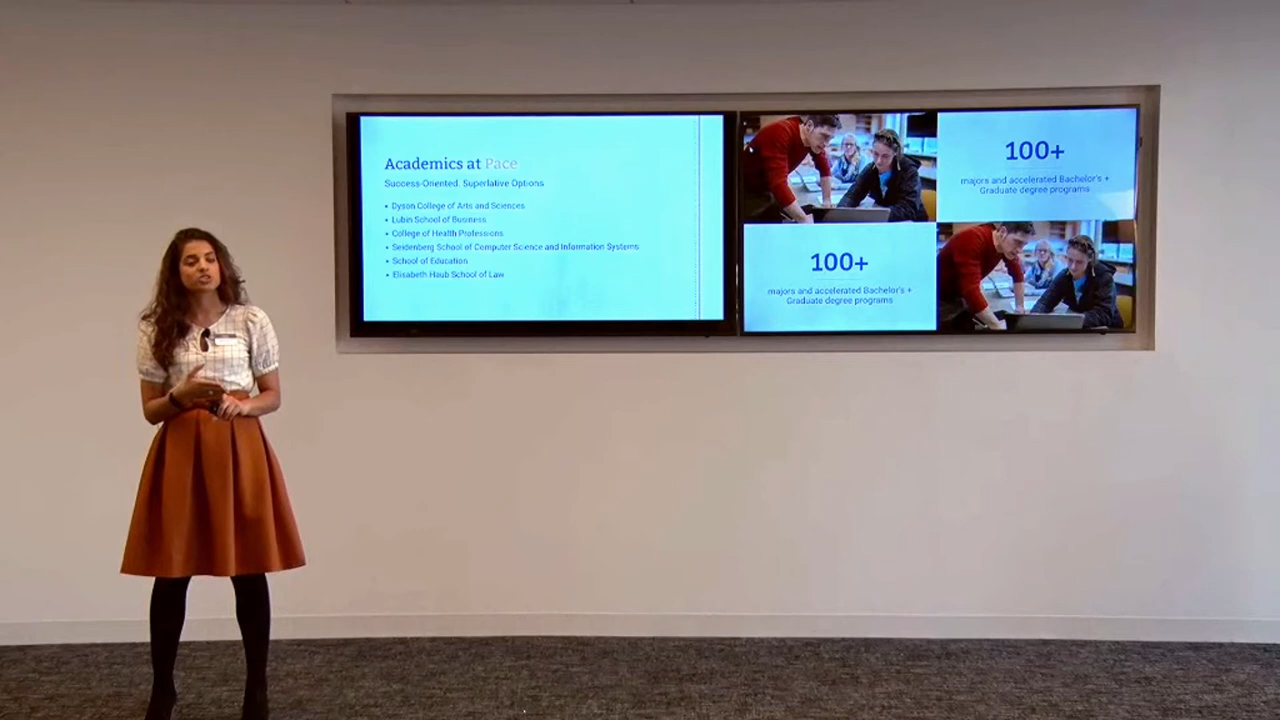 Academics at Pace
Success-Oriented. Superlative Options
• Dyson College of Arts and Sciences
• Lubin School of Business
• College of Health Professions
• Seidenberg School of Computer Science and Information Systems
• School of Education
• Elisabeth Haub School of Law
100+
majors and accelerated Bachelor's +
Graduate degree programs
100+
majors and accelerated Bachelor's +
Graduate degree programs